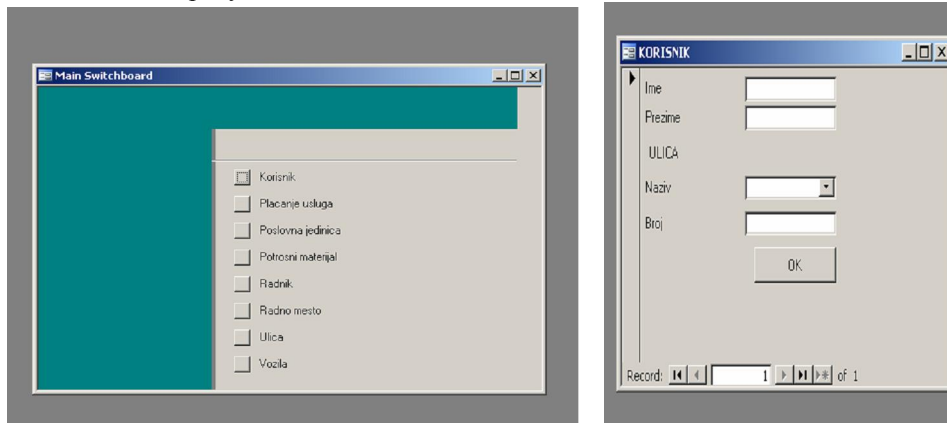 Main Switchboard
Korisnik
Placanje usluga
Poslovna jedinica
Potrosni materijal
Radnik
Radno mesto
Ulica
Vozila
KORISNIK
Ime
Prezime
ULICA
Naziv
Broj
OK
Record: 1 of 1